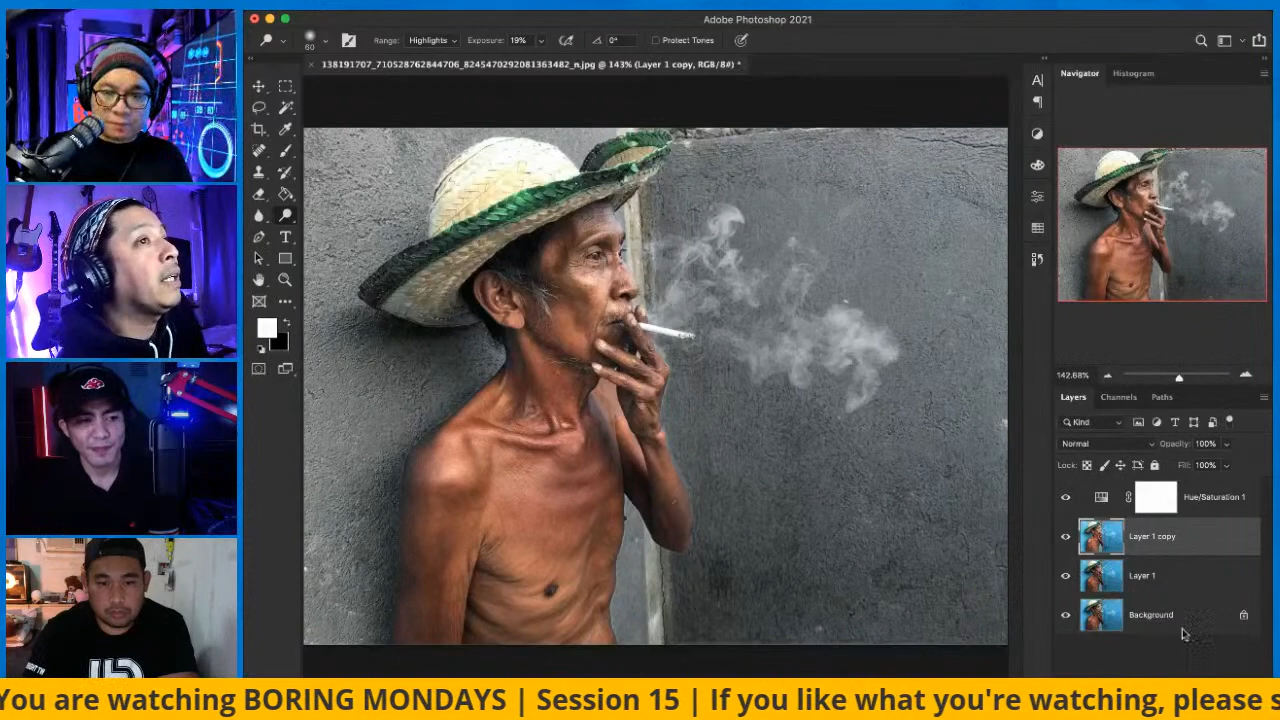 Adobe Photoshop 2021
60
Range: Highlights
Exposure: 19%
0°
Protect Tones
138191707_710528762844706_8245470292081363482_n.jpg @ 143% (Layer 1 copy, RGB/8#) *
Navigator
Histogram
142.68%
Layers
Channels
Paths
Kind
Normal
Opacity: 100%
Lock:
Fill: 100%
Hue/Saturation 1
Layer 1 copy
Layer 1
Background
You are watching BORING MONDAYS | Session 15 | If you like what you're watching, please s